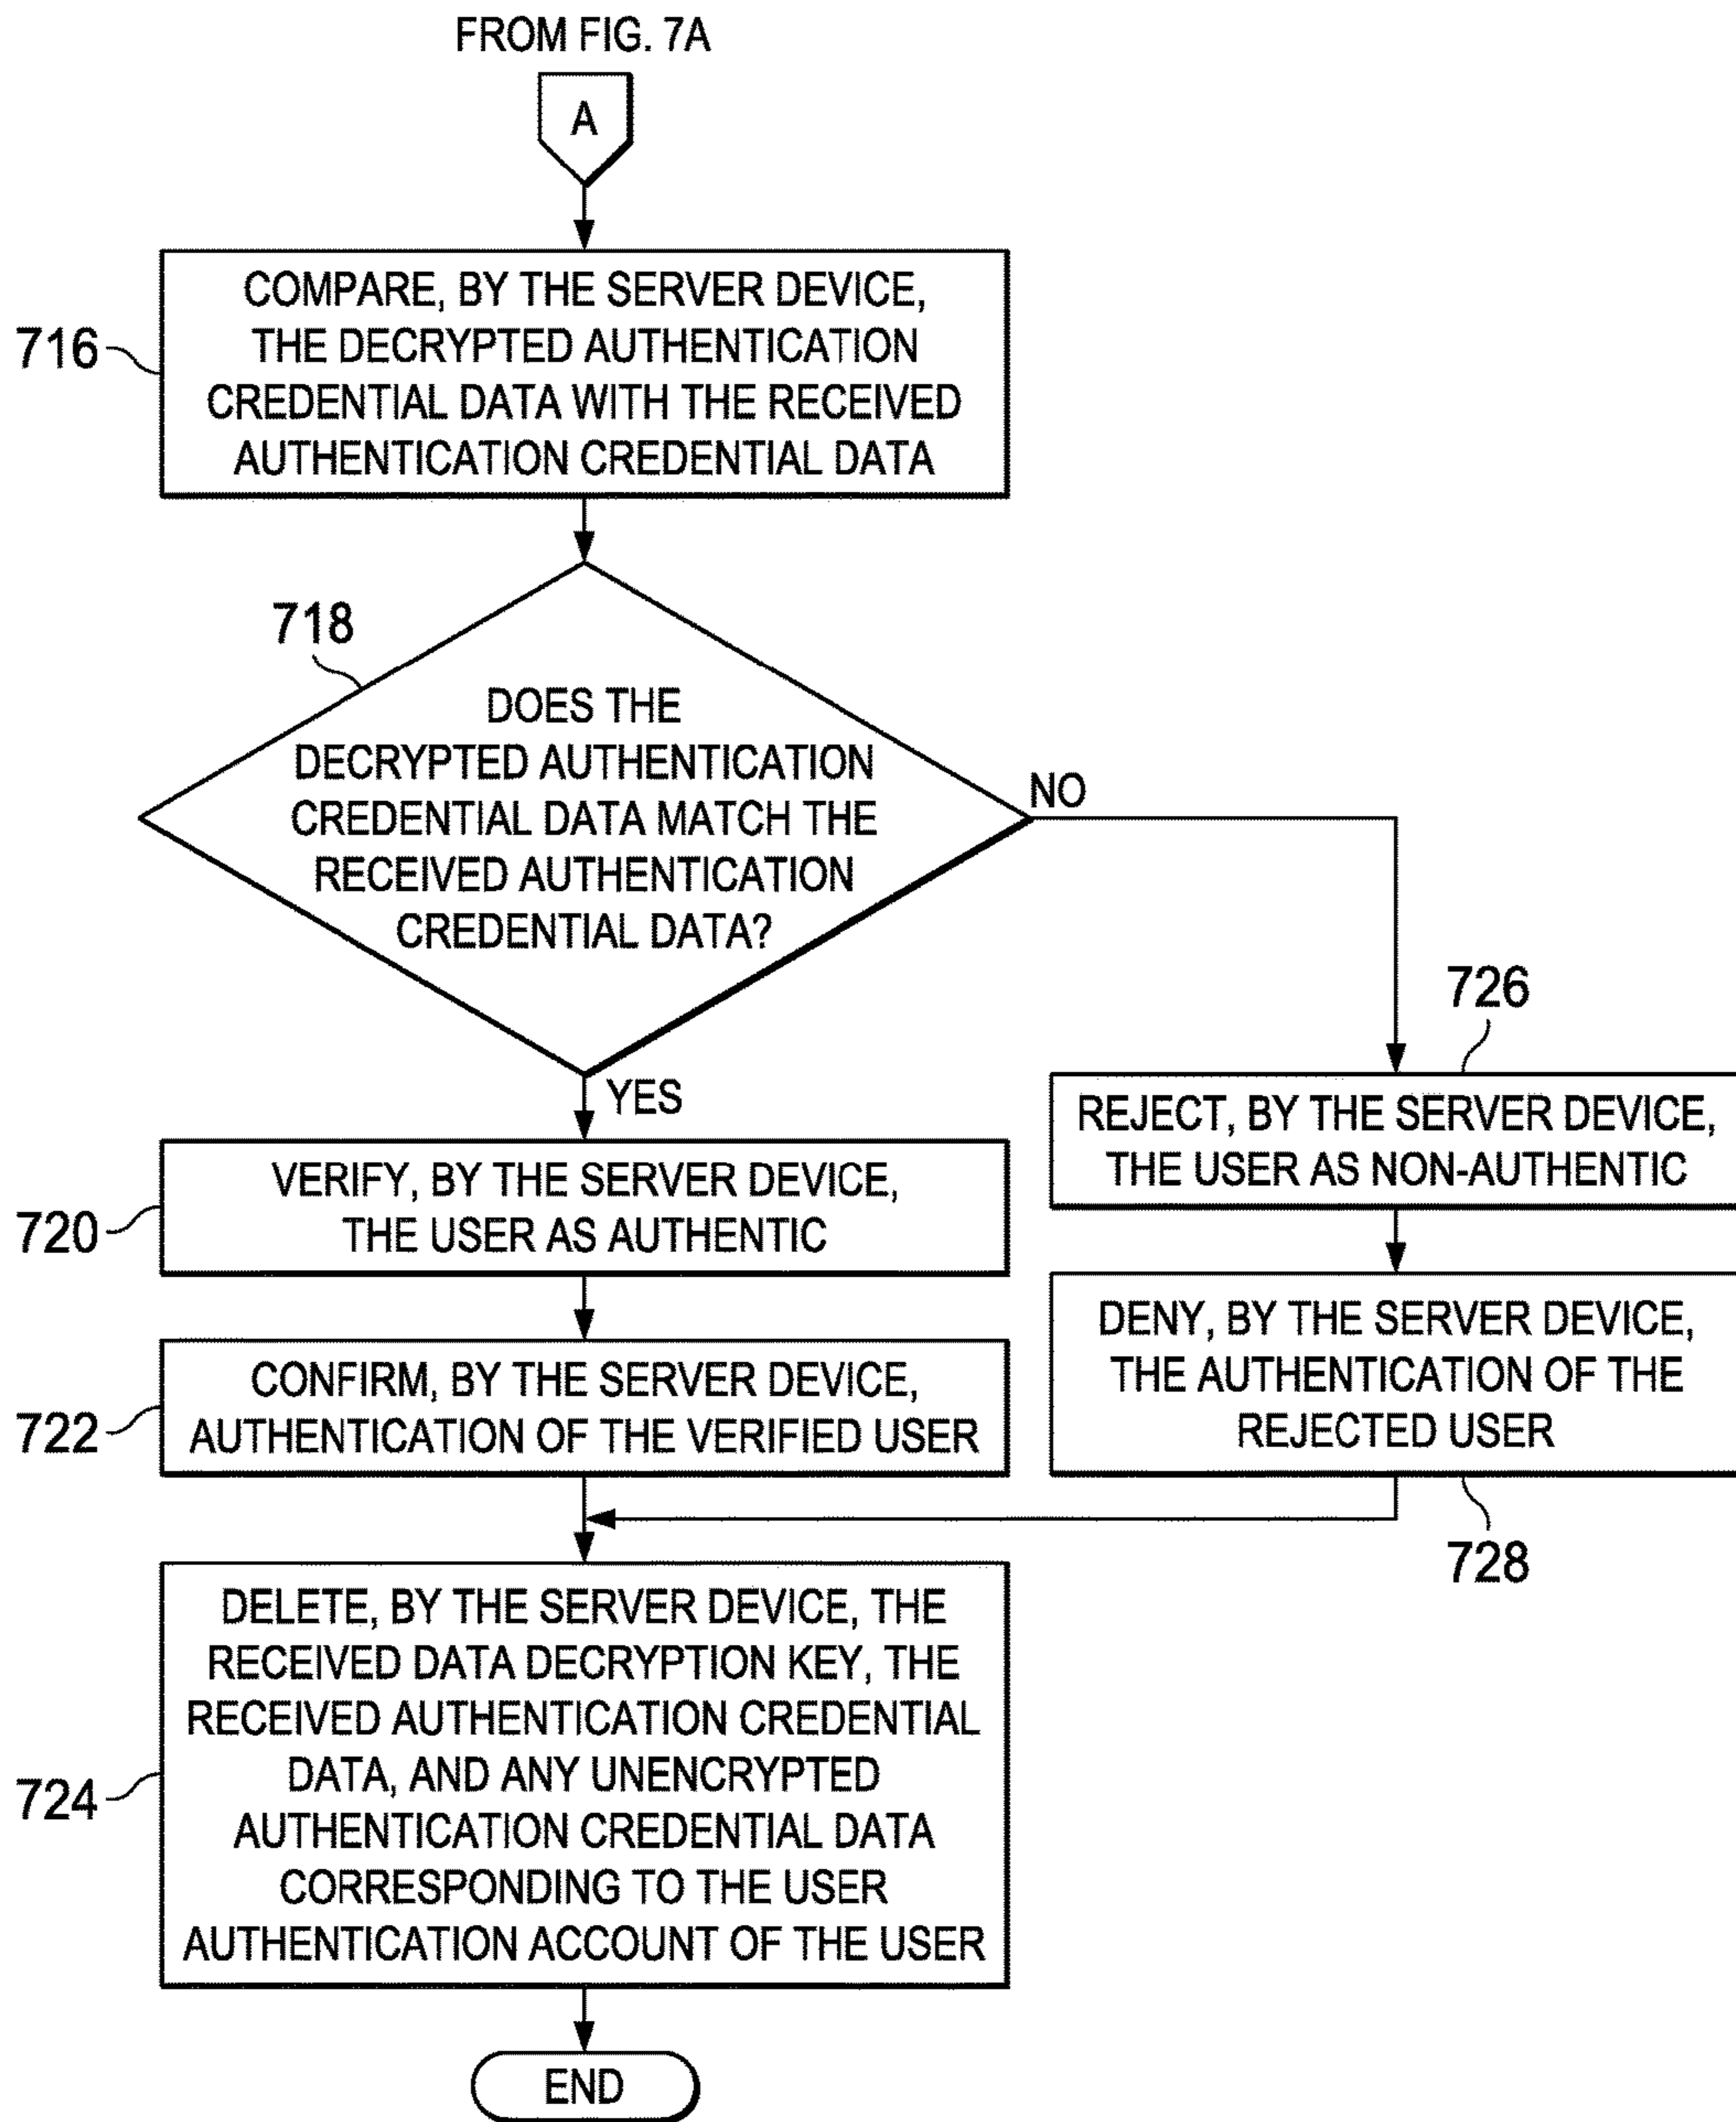 FROM FIG. 7A
A
716
COMPARE, BY THE SERVER DEVICE,
THE DECRYPTED AUTHENTICATION
CREDENTIAL DATA WITH THE RECEIVED
AUTHENTICATION CREDENTIAL DATA
718
DOES THE
DECRYPTED AUTHENTICATION
CREDENTIAL DATA MATCH THE
RECEIVED AUTHENTICATION
CREDENTIAL DATA?
NO
YES
720
VERIFY, BY THE SERVER DEVICE,
THE USER AS AUTHENTIC
722
CONFIRM, BY THE SERVER DEVICE,
AUTHENTICATION OF THE VERIFIED USER
726
REJECT, BY THE SERVER DEVICE,
THE USER AS NON-AUTHENTIC
DENY, BY THE SERVER DEVICE,
THE AUTHENTICATION OF THE
REJECTED USER
728
724
DELETE, BY THE SERVER DEVICE, THE
RECEIVED DATA DECRYPTION KEY, THE
RECEIVED AUTHENTICATION CREDENTIAL
DATA, AND ANY UNENCRYPTED
AUTHENTICATION CREDENTIAL DATA
CORRESPONDING TO THE USER
AUTHENTICATION ACCOUNT OF THE USER
END